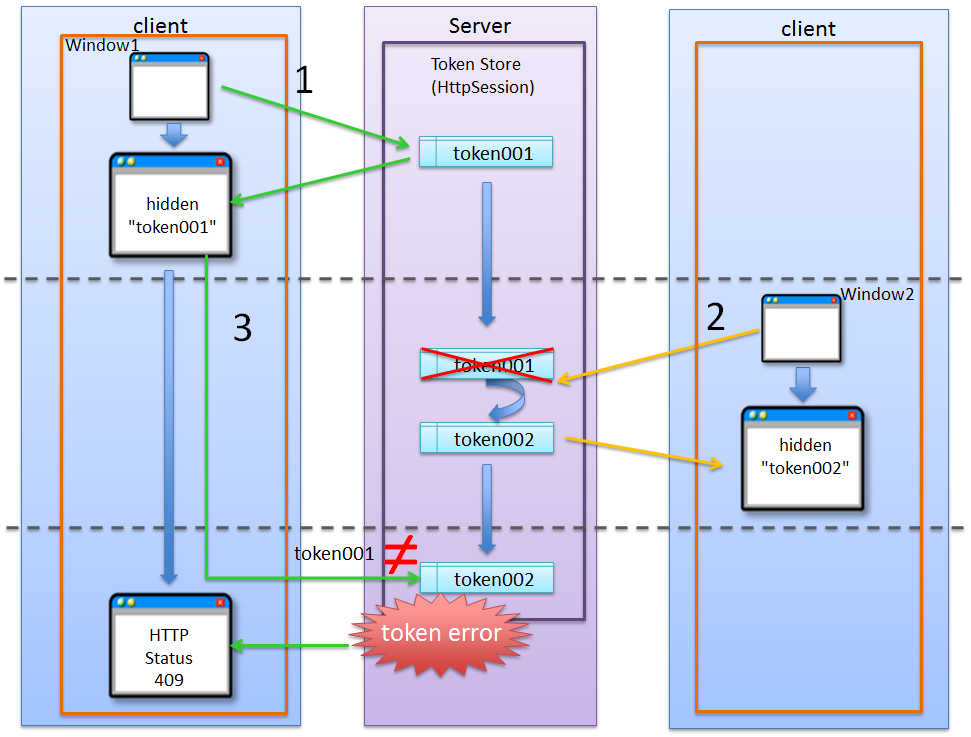 client
Server
client
Window1
Token Store
(HttpSession)
1
token001
hidden
"token001"
3
2
Window2
token001
token002
hidden
"token002"
token001
≠
token002
token error
HTTP
Status
409